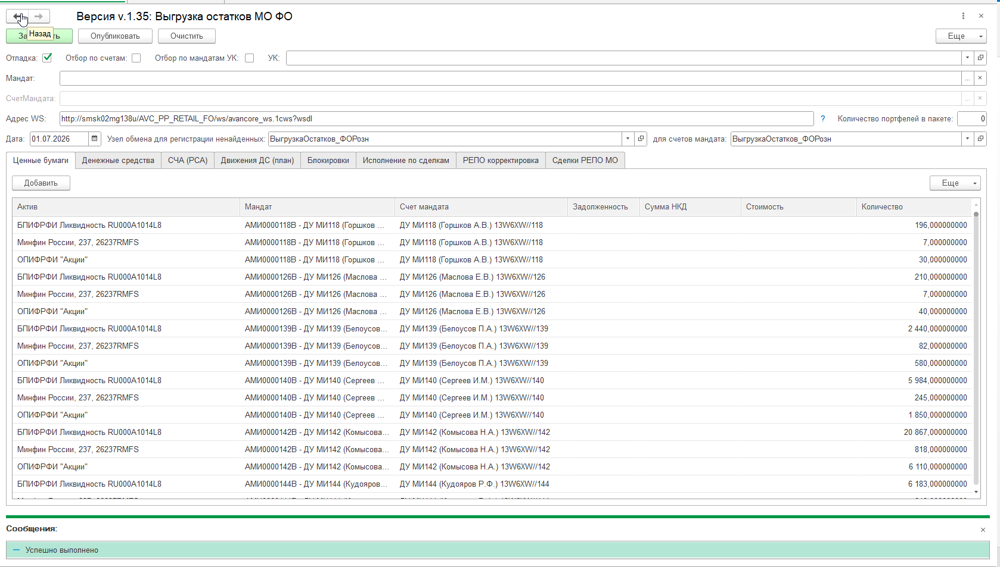 Версия v.1.35: Выгрузка остатков МО ФО
Назад
Опубликовать Очистить Еще
Отладка: Отбор по счетам: Отбор по мандатам УК: УК:
Мандат:
СчетМандата:
Адрес WS: http://smsk02mg138u/AVC_PP_RETAIL_FO/ws/avancore_ws.1cws?wsdl ? Количество портфелей в пакете: 0
Дата: 01.07.2026 Узел обмена для регистрации ненайденных: ВыгрузкаОстатков_ФОРозн для счетов мандата: ВыгрузкаОстатков_ФОРозн
Ценные бумаги Денежные средства СЧА (РСА) Движения ДС (план) Блокировки Исполнение по сделкам РЕПО корректировка Сделки РЕПО МО
Добавить Еще
Актив Мандат Счет мандата Задолженность Сумма НКД Стоимость Количество
БПИФРФИ Ликвидность RU000A1014L8 АМИ0000118В - ДУ МИ118 (Горшков ... ДУ МИ118 (Горшков А.В.) 13W6XW//118 196,000000000
Минфин России, 237, 26237RMFS АМИ0000118В - ДУ МИ118 (Горшков ... ДУ МИ118 (Горшков А.В.) 13W6XW//118 7,000000000
ОПИФРФИ "Акции" АМИ0000118В - ДУ МИ118 (Горшков ... ДУ МИ118 (Горшков А.В.) 13W6XW//118 30,000000000
БПИФРФИ Ликвидность RU000A1014L8 АМИ0000126В - ДУ МИ126 (Маслова ... ДУ МИ126 (Маслова Е.В.) 13W6XW//126 210,000000000
Минфин России, 237, 26237RMFS АМИ0000126В - ДУ МИ126 (Маслова ... ДУ МИ126 (Маслова Е.В.) 13W6XW//126 7,000000000
ОПИФРФИ "Акции" АМИ0000126В - ДУ МИ126 (Маслова ... ДУ МИ126 (Маслова Е.В.) 13W6XW//126 40,000000000
БПИФРФИ Ликвидность RU000A1014L8 АМИ0000139В - ДУ МИ139 (Белоусов... ДУ МИ139 (Белоусов П.А.) 13W6XW//139 2 440,000000000
Минфин России, 237, 26237RMFS АМИ0000139В - ДУ МИ139 (Белоусов... ДУ МИ139 (Белоусов П.А.) 13W6XW//139 82,000000000
ОПИФРФИ "Акции" АМИ0000139В - ДУ МИ139 (Белоусов... ДУ МИ139 (Белоусов П.А.) 13W6XW//139 580,000000000
БПИФРФИ Ликвидность RU000A1014L8 АМИ0000140В - ДУ МИ140 (Сергеев ... ДУ МИ140 (Сергеев И.М.) 13W6XW//140 5 984,000000000
Минфин России, 237, 26237RMFS АМИ0000140В - ДУ МИ140 (Сергеев ... ДУ МИ140 (Сергеев И.М.) 13W6XW//140 245,000000000
ОПИФРФИ "Акции" АМИ0000140В - ДУ МИ140 (Сергеев ... ДУ МИ140 (Сергеев И.М.) 13W6XW//140 1 850,000000000
БПИФРФИ Ликвидность RU000A1014L8 АМИ0000142В - ДУ МИ142 (Комысова... ДУ МИ142 (Комысова Н.А.) 13W6XW//142 20 867,000000000
Минфин России, 237, 26237RMFS АМИ0000142В - ДУ МИ142 (Комысова... ДУ МИ142 (Комысова Н.А.) 13W6XW//142 818,000000000
ОПИФРФИ "Акции" АМИ0000142В - ДУ МИ142 (Комысова... ДУ МИ142 (Комысова Н.А.) 13W6XW//142 6 110,000000000
БПИФРФИ Ликвидность RU000A1014L8 АМИ0000144В - ДУ МИ144 (Кудояров... ДУ МИ144 (Кудояров Р.Ф.) 13W6XW//144 6 183,000000000
Сообщения:
Успешно выполнено